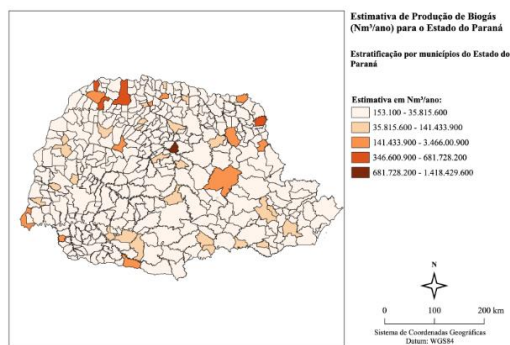 Estimativa de Produção de Biogás
(Nm³/ano) para o Estado do Paraná
Estratificação por municípios do Estado do
Paraná
Estimativa em Nm³/ano:
153.100 - 35.815.600
35.815.600 - 141.433.900
141.433.900 - 3.466.00.900
346.600.900 - 681.728.200
681.728.200 - 1.418.429.600
N
0 100 200 km
Sistema de Coordenadas Geográficas
Datum: WGS84